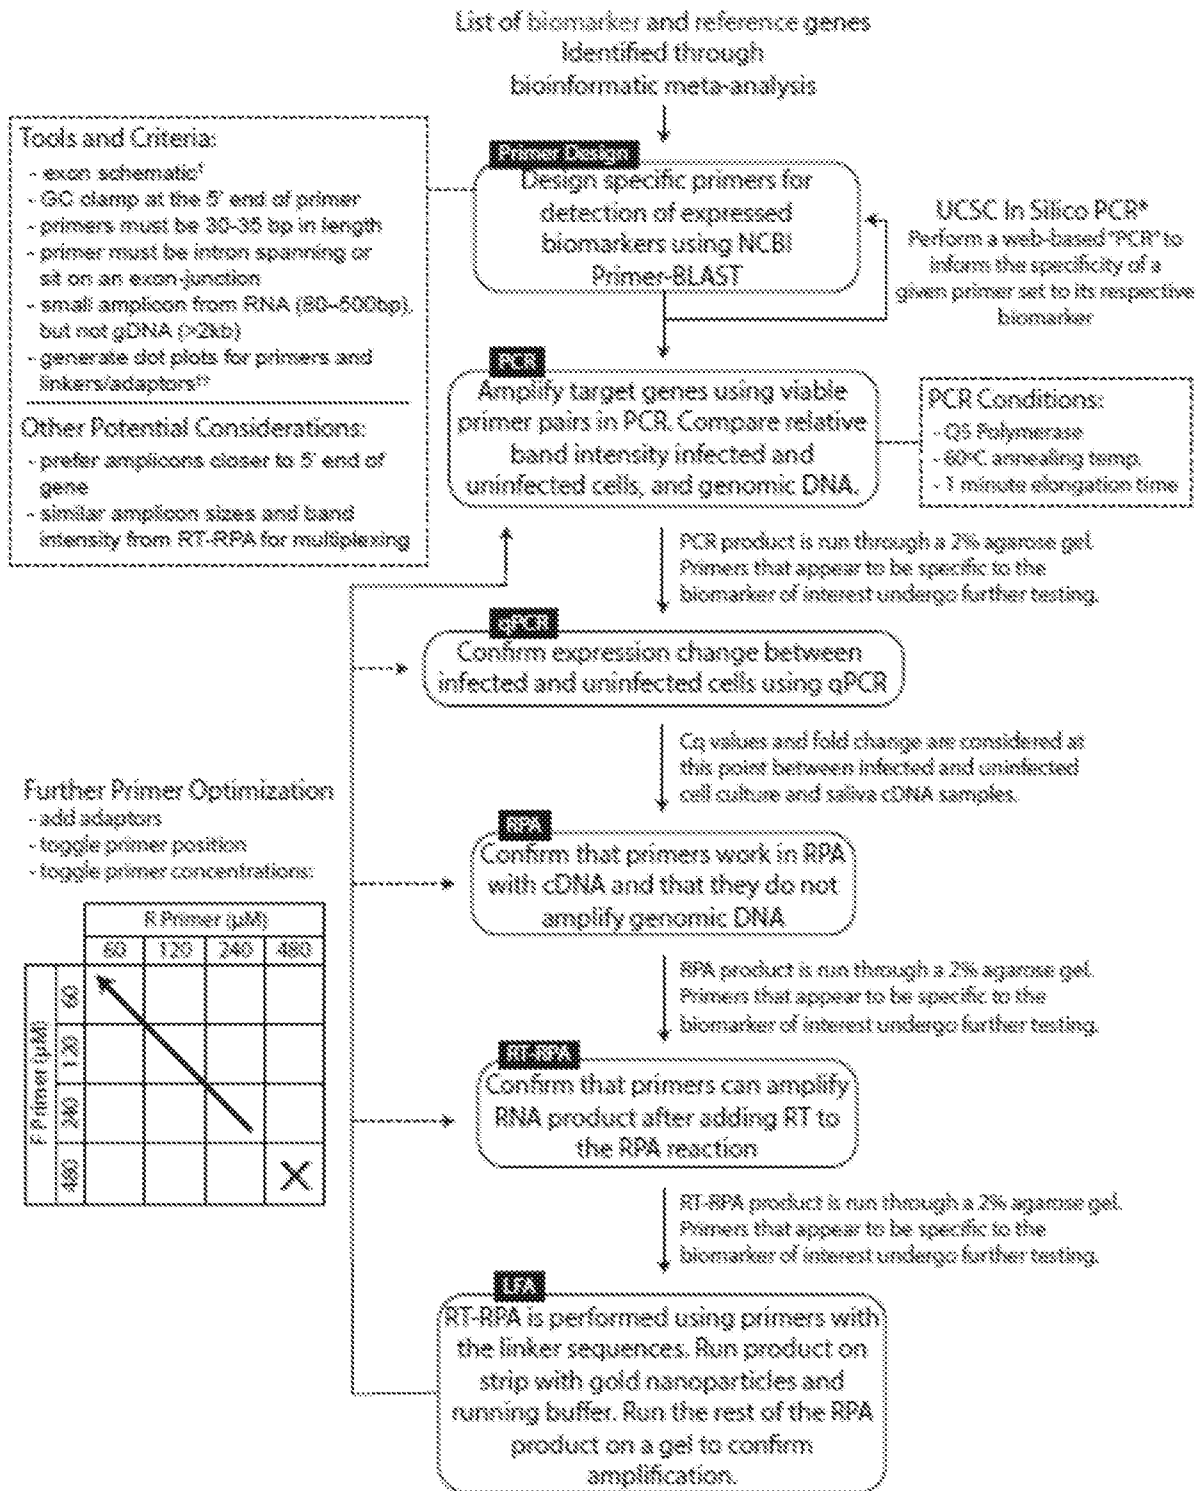 List of biomarker and reference genes
Identified through
bioinformatic meta-analysis
Tools and Criteria:
- exon schematic†
- GC clamp at the 5' end of primer
- primers must be 30-35 bp in length
- primer must be intron spanning or
sit on an exon-junction
- small amplicon from RNA (80-500bp),
but not gDNA (>2kb)
- generate dot plots for primers and
linkers/adaptors††
Other Potential Considerations:
- prefer amplicons closer to 5' end of
gene
- similar amplicon sizes and band
intensity from RT-RPA for multiplexing
Primer Design
Design specific primers for
detection of expressed
biomarkers using NCBI
Primer-BLAST
UCSC In Silico PCR*
Perform a web-based "PCR" to
inform the specificity of a
given primer set to its respective
biomarker
PCR
Amplify target genes using viable
primer pairs in PCR. Compare relative
band intensity infected and
uninfected cells, and genomic DNA.
PCR Conditions:
- Q5 Polymerase
- 60°C annealing temp.
- 1 minute elongation time
PCR product is run through a 2% agarose gel.
Primers that appear to be specific to the
biomarker of interest undergo further testing.
qPCR
Confirm expression change between
infected and uninfected cells using qPCR
Cq values and fold change are considered at
this point between infected and uninfected
cell culture and saliva cDNA samples.
Further Primer Optimization
- add adaptors
- toggle primer position
- toggle primer concentrations:
R Primer (μM)
60 120 240 480
F Primer (μM)
60
120
240
480
RPA
Confirm that primers work in RPA
with cDNA and that they do not
amplify genomic DNA
RPA product is run through a 2% agarose gel.
Primers that appear to be specific to the
biomarker of interest undergo further testing.
RT-RPA
Confirm that primers can amplify
RNA product after adding RT to
the RPA reaction
RT-RPA product is run through a 2% agarose gel.
Primers that appear to be specific to the
biomarker of interest undergo further testing.
LFA
RT-RPA is performed using primers with
the linker sequences. Run product on
strip with gold nanoparticles and
running buffer. Run the rest of the RPA
product on a gel to confirm
amplification.